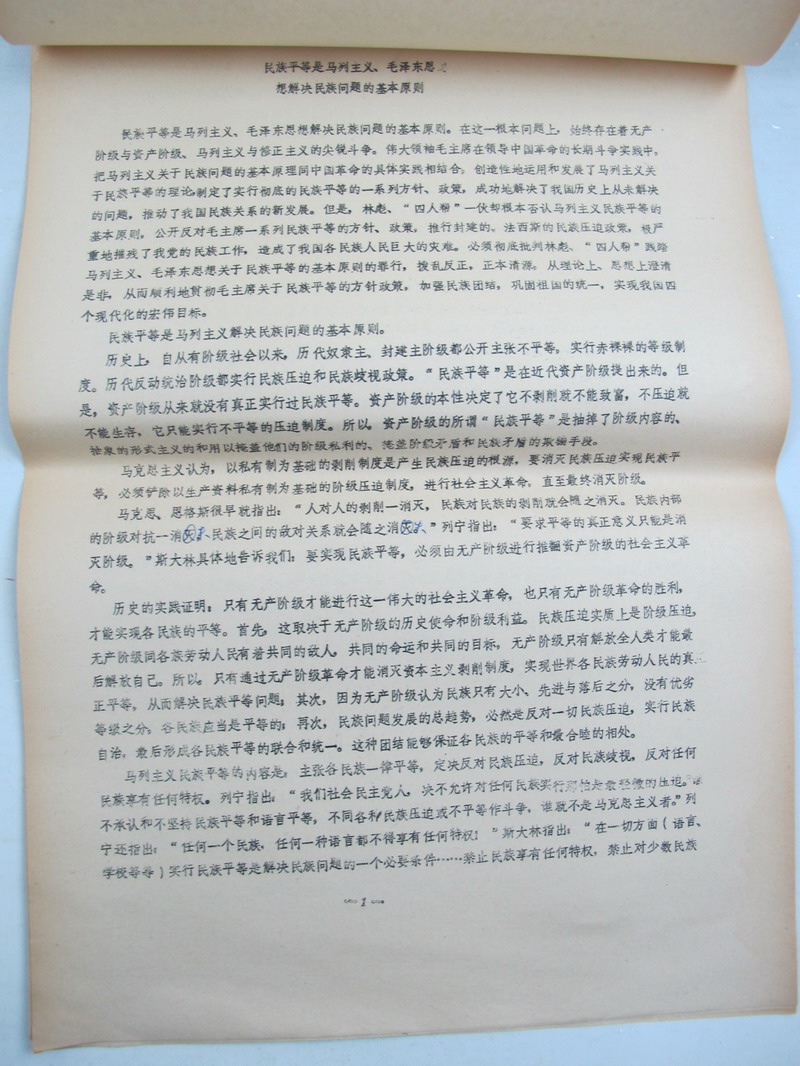 民族平等是马列主义、毛泽东思
想解决民族问题的基本原则
民族平等是马列主义、毛泽东思想解决民族问题的基本原则。在这一根本问题上，始终存在着无产
阶级与资产阶级、马列主义与修正主义的尖锐斗争。伟大领袖毛主席在领导中国革命的长期斗争实践中，
把马列主义关于民族问题的基本原理同中国革命的具体实践相结合，创造性地运用和发展了马列主义关
于民族平等的理论，制定了实行彻底的民族平等的一系列方针、政策，成功地解决了我国历史上从未解决
的问题，推动了我国民族关系的新发展。但是，林彪、“四人帮”一伙却根本否认马列主义民族平等的
基本原则，公开反对毛主席一系列民族平等的方针、政策，推行封建的、法西斯的民族压迫政策，极严
重地摧残了我党的民族工作，造成了我国各民族人民巨大的灾难。必须彻底批判林彪、“四人帮”践踏
马列主义、毛泽东思想关于民族平等的基本原则的罪行，拨乱反正，正本清源，从理论上、思想上澄清
是非，从而顺利地贯彻毛主席关于民族平等的方针政策，加强民族团结，巩固祖国的统一，实现我国四
个现代化的宏伟目标。
民族平等是马列主义解决民族问题的基本原则。
历史上，自从有阶级社会以来，历代奴隶主、封建主阶级都公开主张不平等，实行赤裸裸的等级制
度。历代反动统治阶级都实行民族压迫和民族歧视政策。“民族平等”是在近代资产阶级提出来的。但
是，资产阶级从来就没有真正实行过民族平等。资产阶级的本性决定了它不剥削就不能致富，不压迫就
不能生存，它只能实行不平等的压迫制度。所以，资产阶级的所谓“民族平等”是抽掉了阶级内容的、
抽象的形式主义的和用以掩盖他们的阶级私利的、掩盖阶级矛盾和民族矛盾的欺骗手段。
马克思主义认为，以私有制为基础的剥削制度是产生民族压迫的根源，要消灭民族压迫实现民族平
等，必须铲除以生产资料私有制为基础的阶级压迫制度，进行社会主义革命，直至最终消灭阶级。
马克思、恩格斯很早就指出：“人对人的剥削一消灭，民族对民族的剥削就会随之消灭。民族内部
的阶级对抗一消失民族之间的敌对关系就会随之消失”列宁指出：“要求平等的真正意义只能是消
灭阶级。”斯大林具体地告诉我们：要实现民族平等，必须由无产阶级进行推翻资产阶级的社会主义革
命。
历史的实践证明：只有无产阶级才能进行这一伟大的社会主义革命，也只有无产阶级革命的胜利，
才能实现各民族的平等。首先，这取决于无产阶级的历史使命和阶级利益。民族压迫实质上是阶级压迫，
无产阶级同各族劳动人民有着共同的敌人，共同的命运和共同的目标，无产阶级只有解放全人类才能最
后解放自己。所以，只有通过无产阶级革命才能消灭资本主义剥削制度，实现世界各民族劳动人民的真
正平等，从而解决民族平等问题；其次，因为无产阶级认为民族只有大小、先进与落后之分，没有优劣
等级之分，各民族应当是平等的；再次，民族问题发展的总趋势，必然是反对一切民族压迫，实行民族
自治，最后形成各民族平等的联合和统一。这种团结能够保证各民族的平等和最合睦的相处。
马列主义民族平等的内容是：主张各民族一律平等，定决反对民族压迫，反对民族歧视，反对任何
民族享有任何特权。列宁指出：“我们社会民主党人，决不允许对任何民族实行那怕是最轻微的压迫。
不承认和不坚持民族平等和语言平等，不同各种民族压迫或不平等作斗争，谁就不是马克思主义者。”列
宁还指出：“任何一个民族，任何一种语言都不得享有任何特权！”斯大林指出：“在一切方面（语言、
学校等等）实行民族平等是解决民族问题的一个必要条件……禁止民族享有任何特权，禁止对少数民族
1